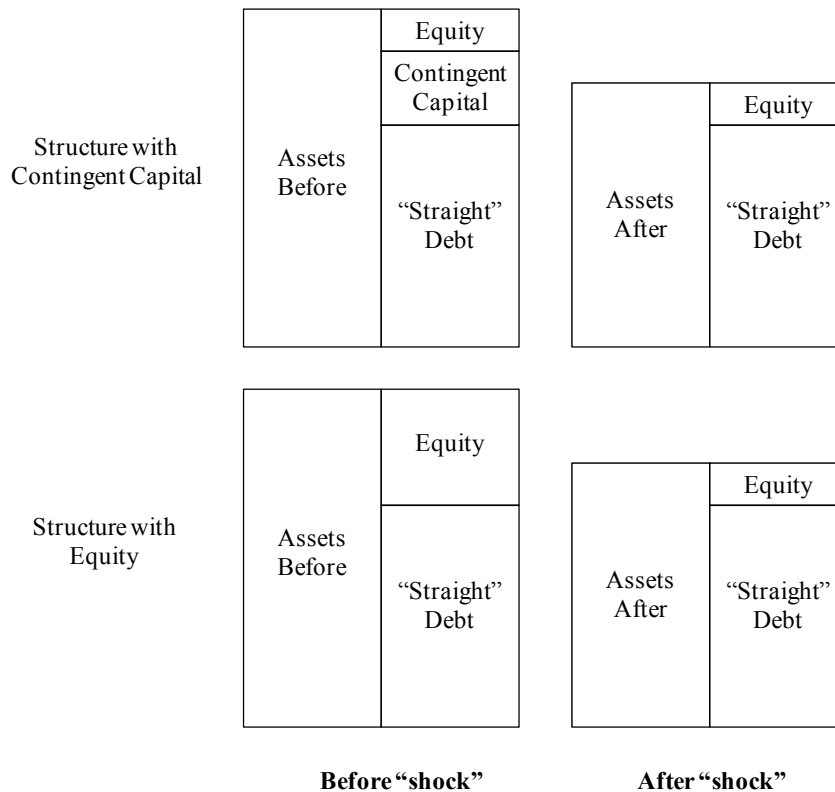 Equity
Contingent
Capital
Equity
Structure with
Contingent Capital
Assets
Before
“Straight”
Debt
Assets
After
“Straight”
Debt
Equity
Equity
Structure with
Equity
Assets
Before
“Straight”
Debt
Assets
After
“Straight”
Debt
Before “shock”
After “shock”